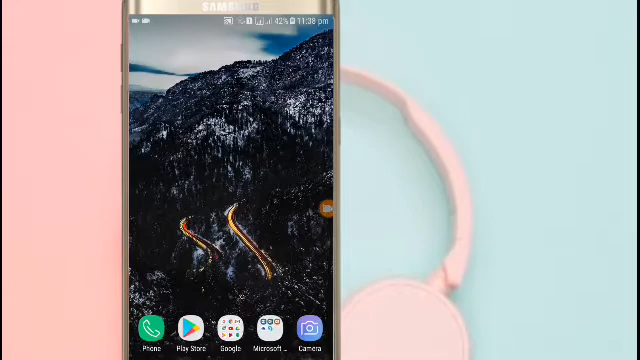 SAMSUNG
42% 11:38 pm
Phone
Play Store
Google
Microsoft ...
Camera